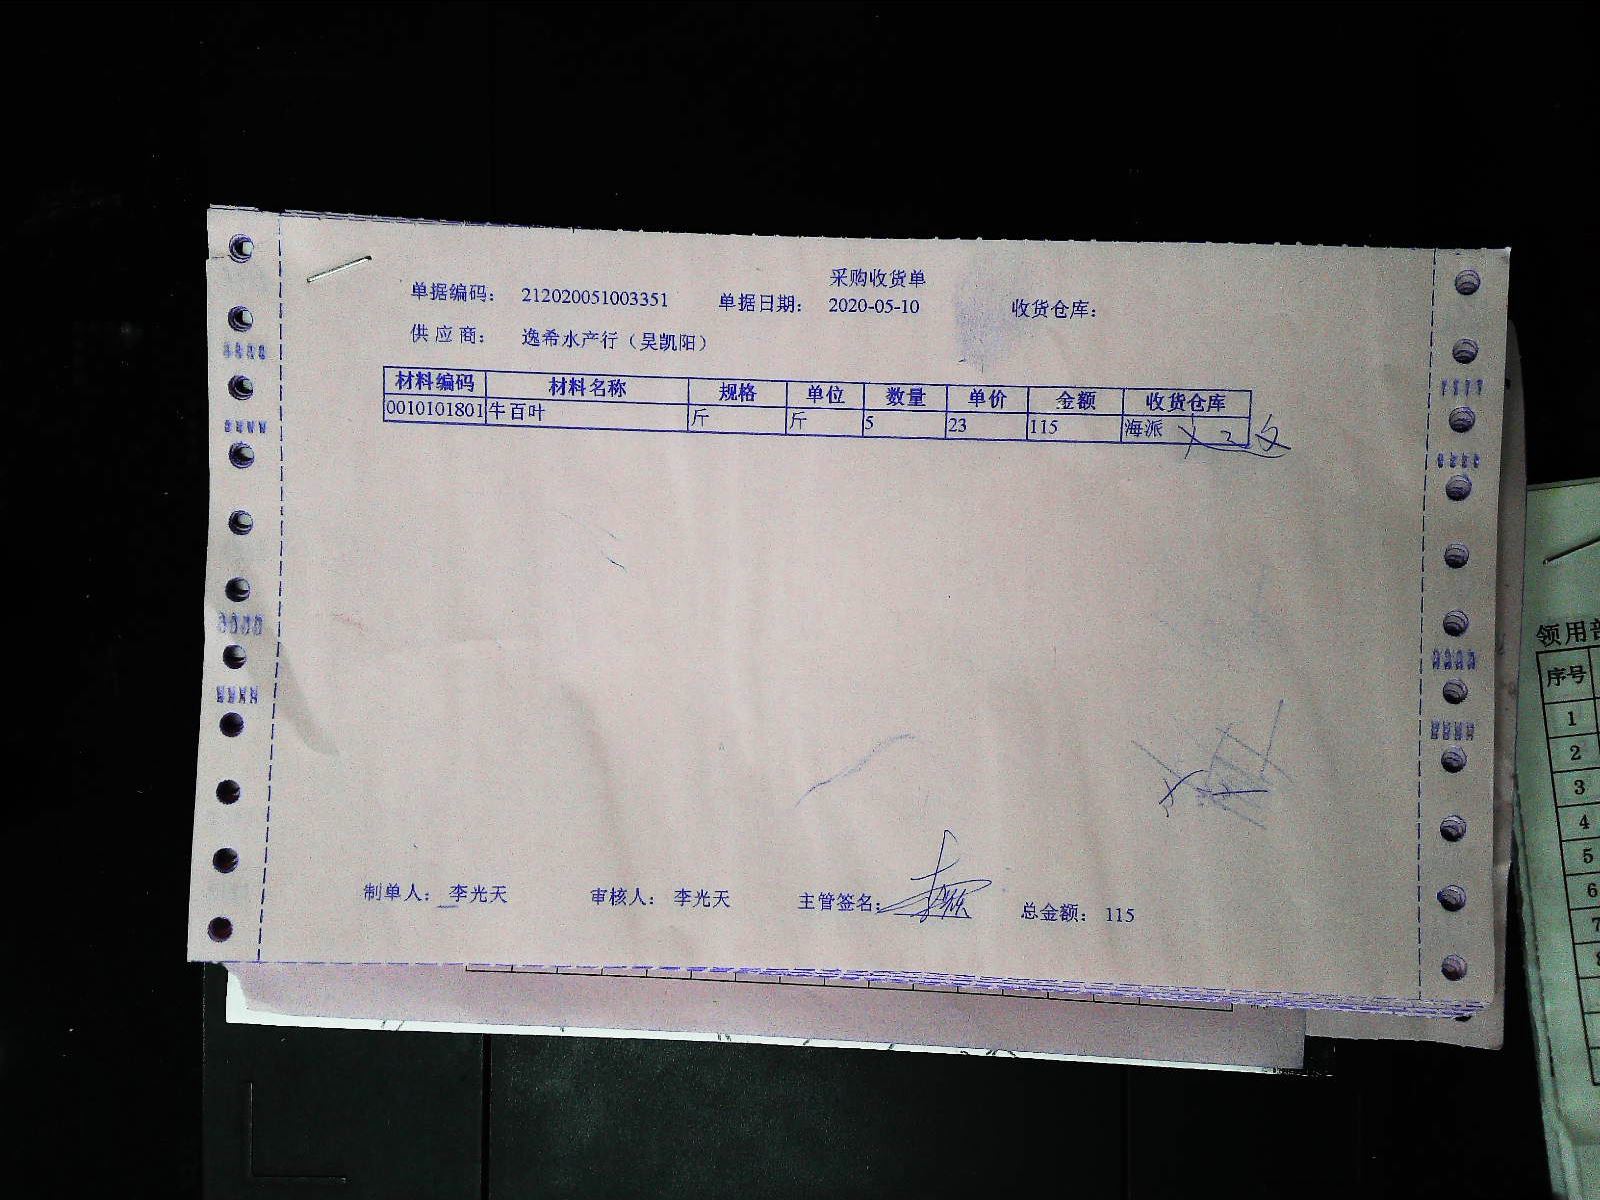 采购收货单
单据编码： 212020051003351 单据日期： 2020-05-10 收货仓库：
供 应 商： 逸希水产行（吴凯阳）
材料编码 材料名称 规格 单位 数量 单价 金额 收货仓库
0010101801 牛百叶 斤 斤 5 23 115 海派
制单人： 李光天 审核人： 李光天 主管签名： 总金额： 115
领用
序号
1
2
3
4
5
6
7
8